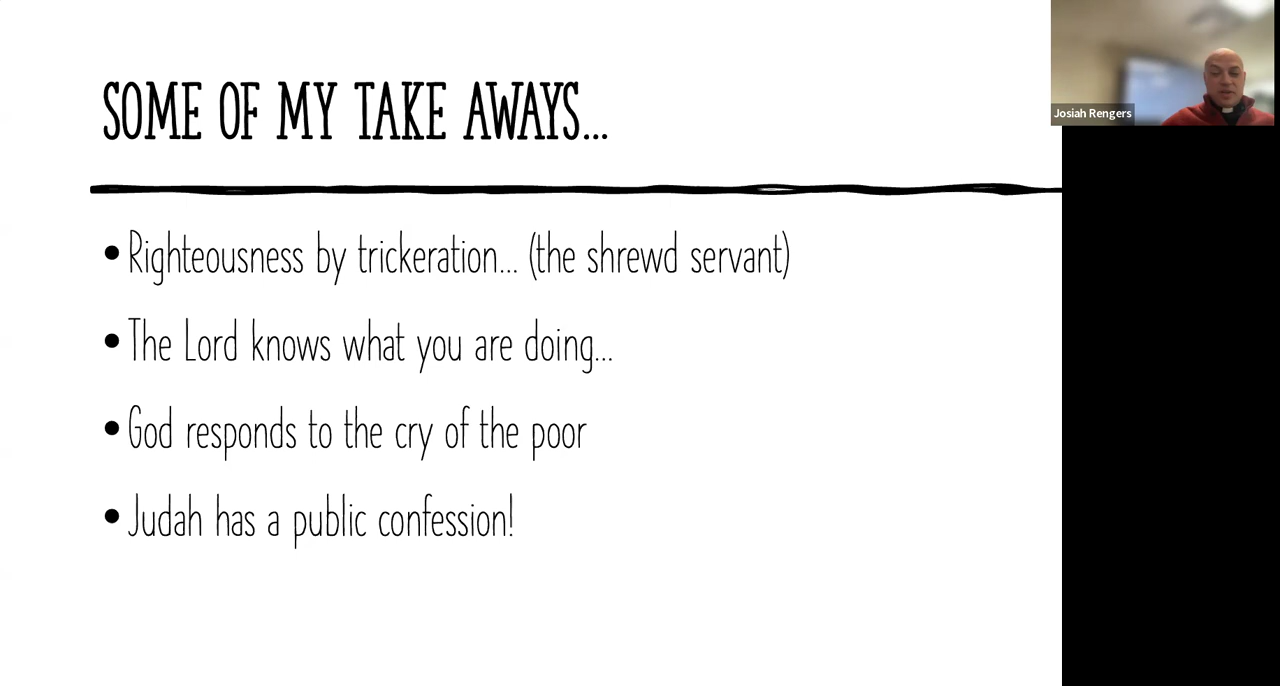 SOME OF MY TAKE AWAYS...
Josiah Rengers
• Righteousness by trickeration... (the shrewd servant)
• The Lord knows what you are doing...
• God responds to the cry of the poor
• Judah has a public confession!